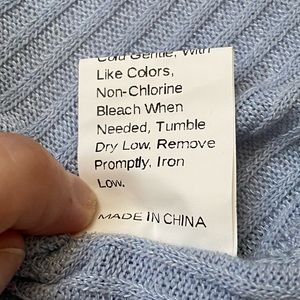 Cold Gentle, With
Like Colors,
Non-Chlorine
Bleach When
Needed, Tumble
Dry Low, Remove
Promptly, Iron
Low.
MADE IN CHINA